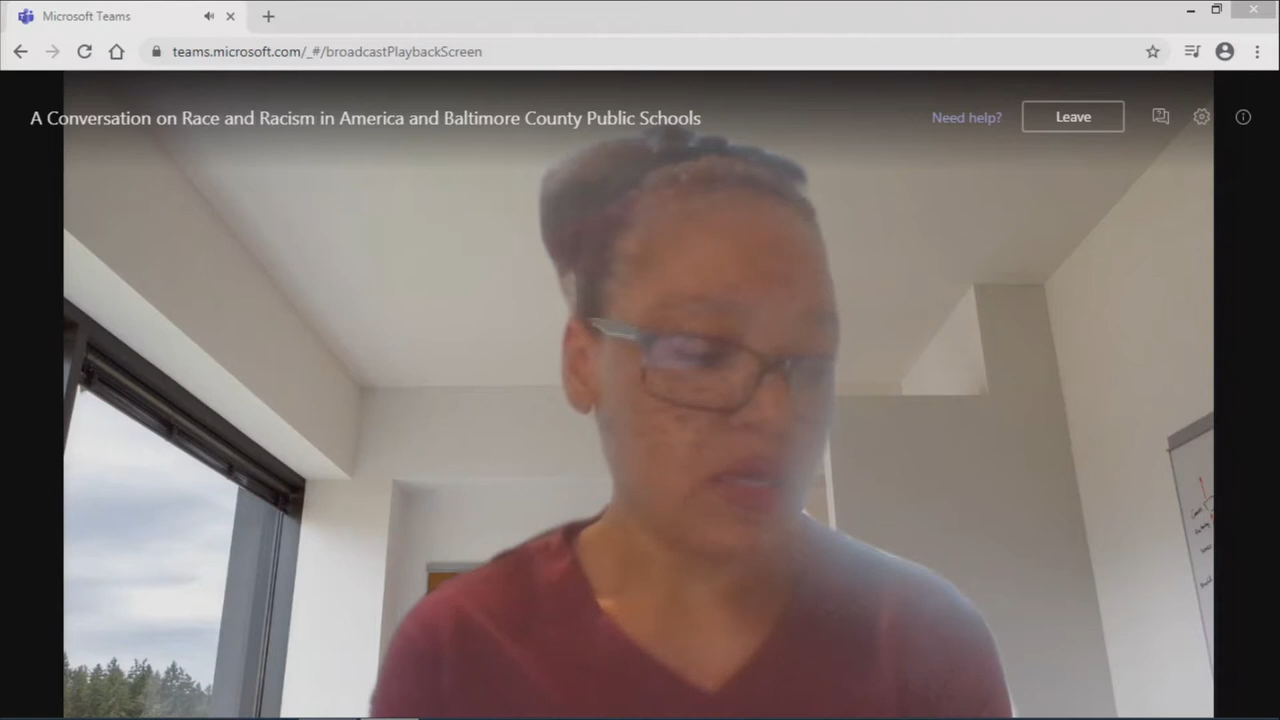 Microsoft Teams
teams.microsoft.com/_#/broadcastPlaybackScreen
A Conversation on Race and Racism in America and Baltimore County Public Schools
Need help?
Leave